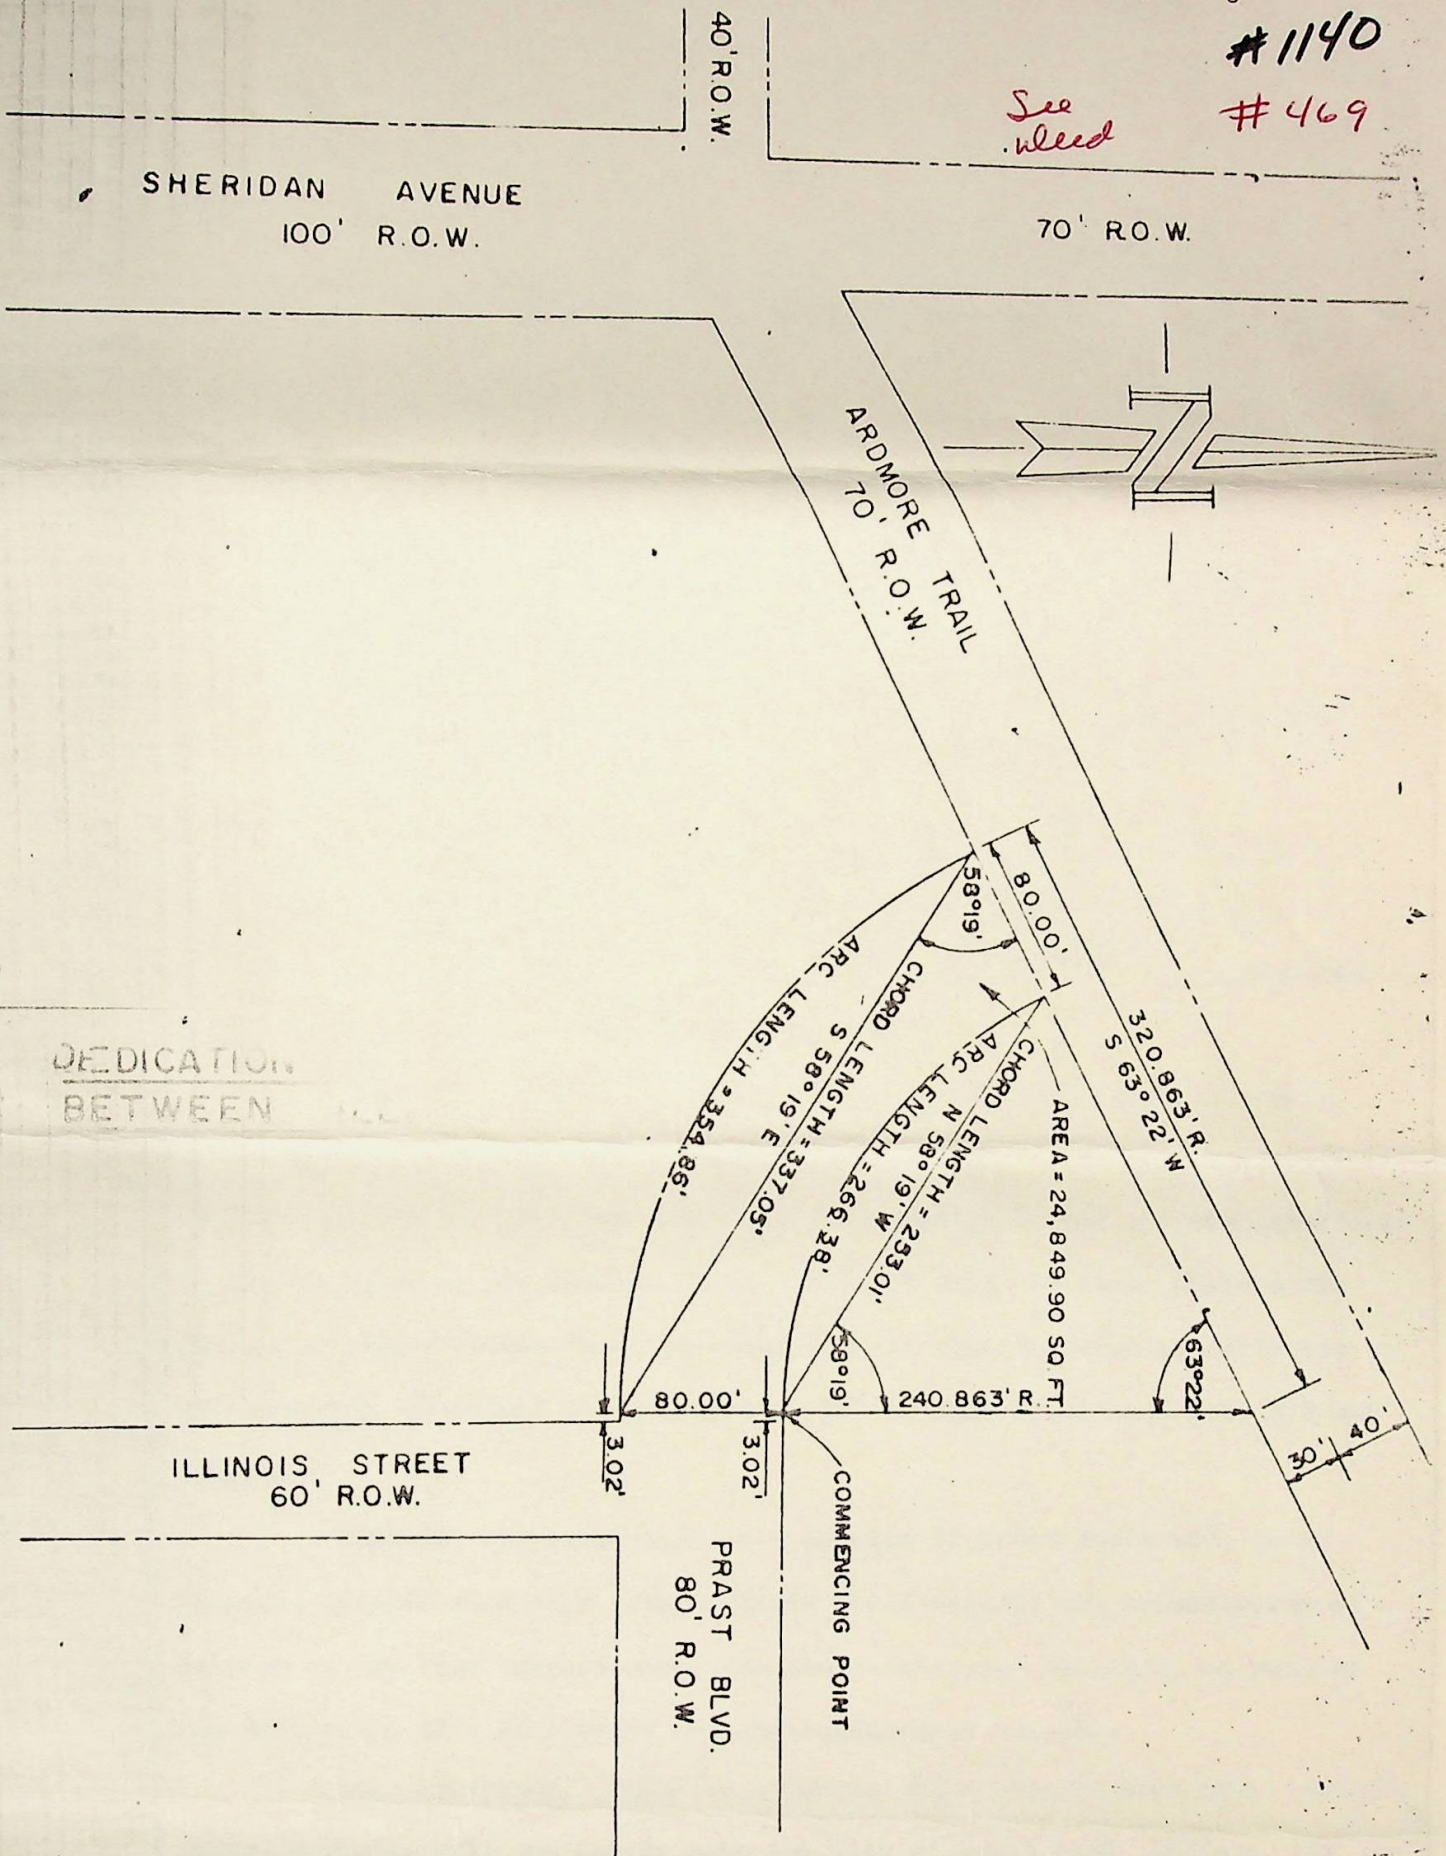 #1140
See
deed
#469
40' R.O.W.
SHERIDAN AVENUE
100' R.O.W.
70' R.O.W.
N
ARDMORE TRAIL
70' R.O.W.
58°19'
80.00'
320.863' R.
S 63° 22' W
ARC LENGTH = 354.86'
CHORD LENGTH = 337.05'
S 58° 19' E
ARC LENGTH = 266.38'
CHORD LENGTH = 253.01'
N 58° 19' W
AREA = 24,849.90 SQ. FT.
DEDICATION
BETWEEN
58°19'
63°22'
80.00'
240.863' R.
3.02'
3.02'
30'
40'
ILLINOIS STREET
60' R.O.W.
COMMENCING POINT
PRAST BLVD.
80' R.O.W.